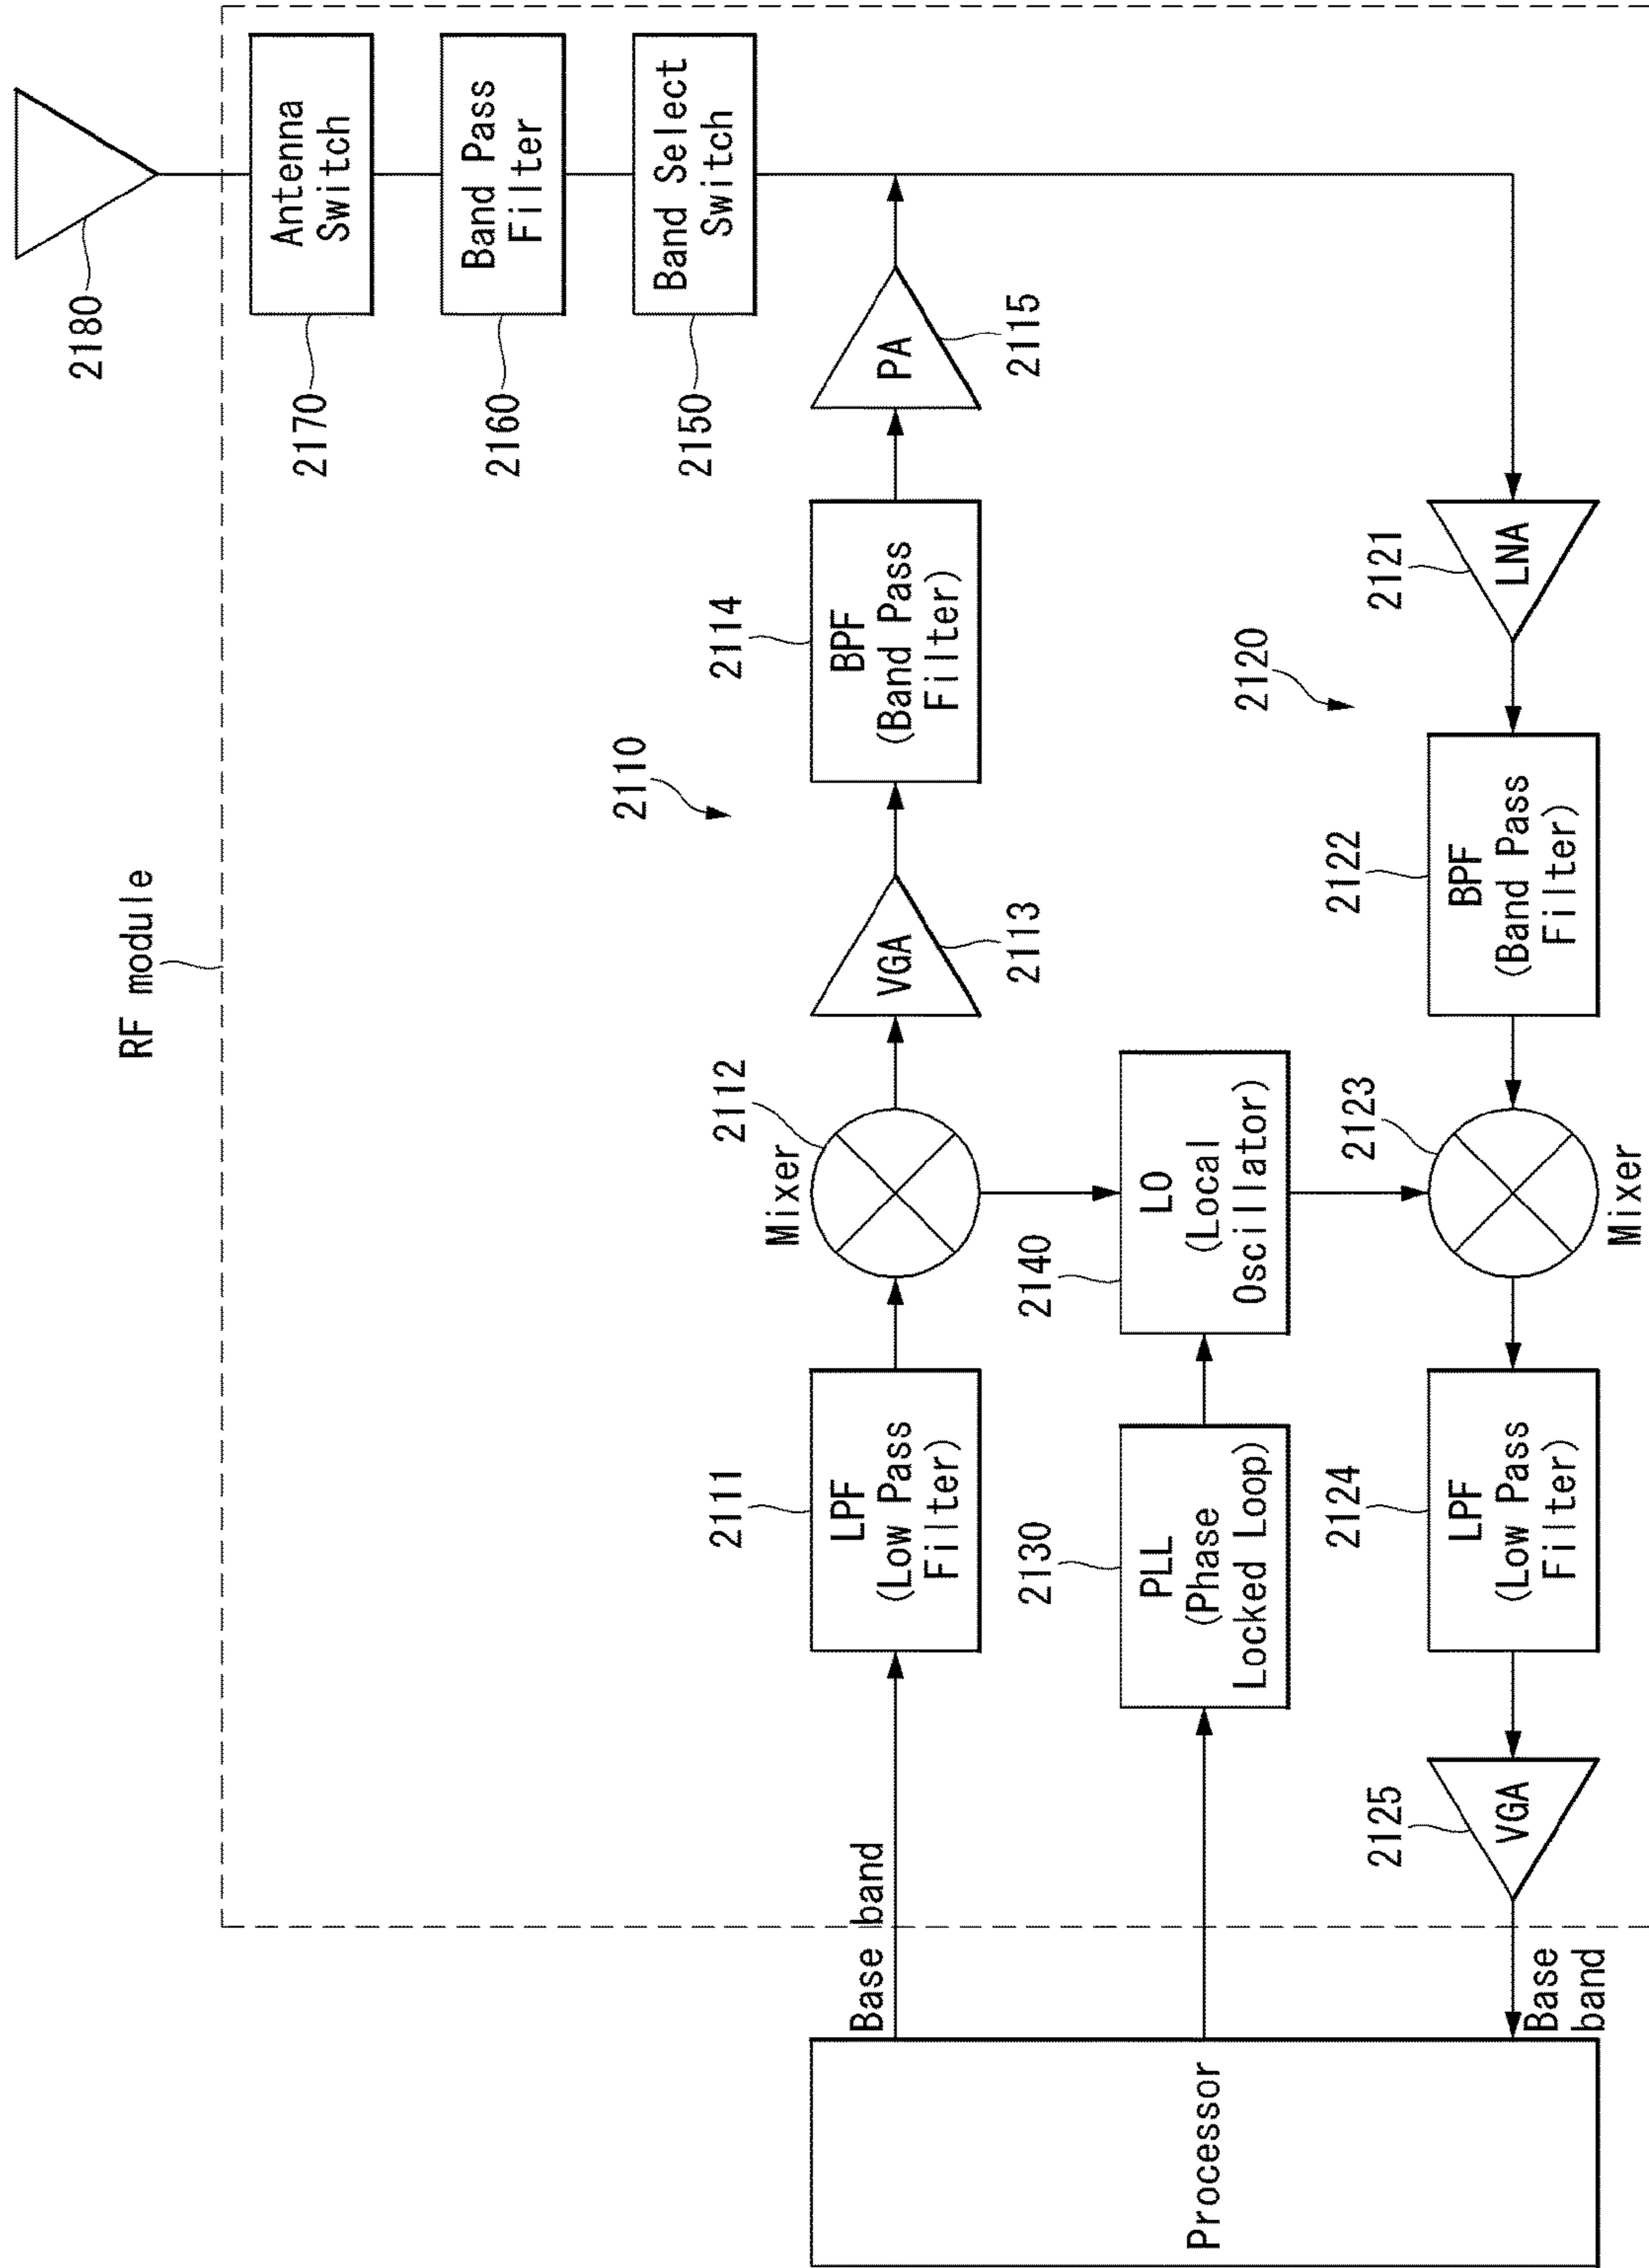 RF module
2180
Antenna
Switch
2170
Band Pass
Filter
2160
Band Select
Switch
2150
2110
2111
LPF
(Low Pass
Filter)
Mixer
2112
VGA
2113
2114
BPF
(Band Pass
Filter)
PA
2115
Base band
Processor
2130
PLL
(Phase
Locked Loop)
2140
LO
(Local
Oscillator)
2120
Base
band
2125
VGA
2124
LPF
(Low Pass
Filter)
2123
Mixer
2122
BPF
(Band Pass
Filter)
2121
LNA